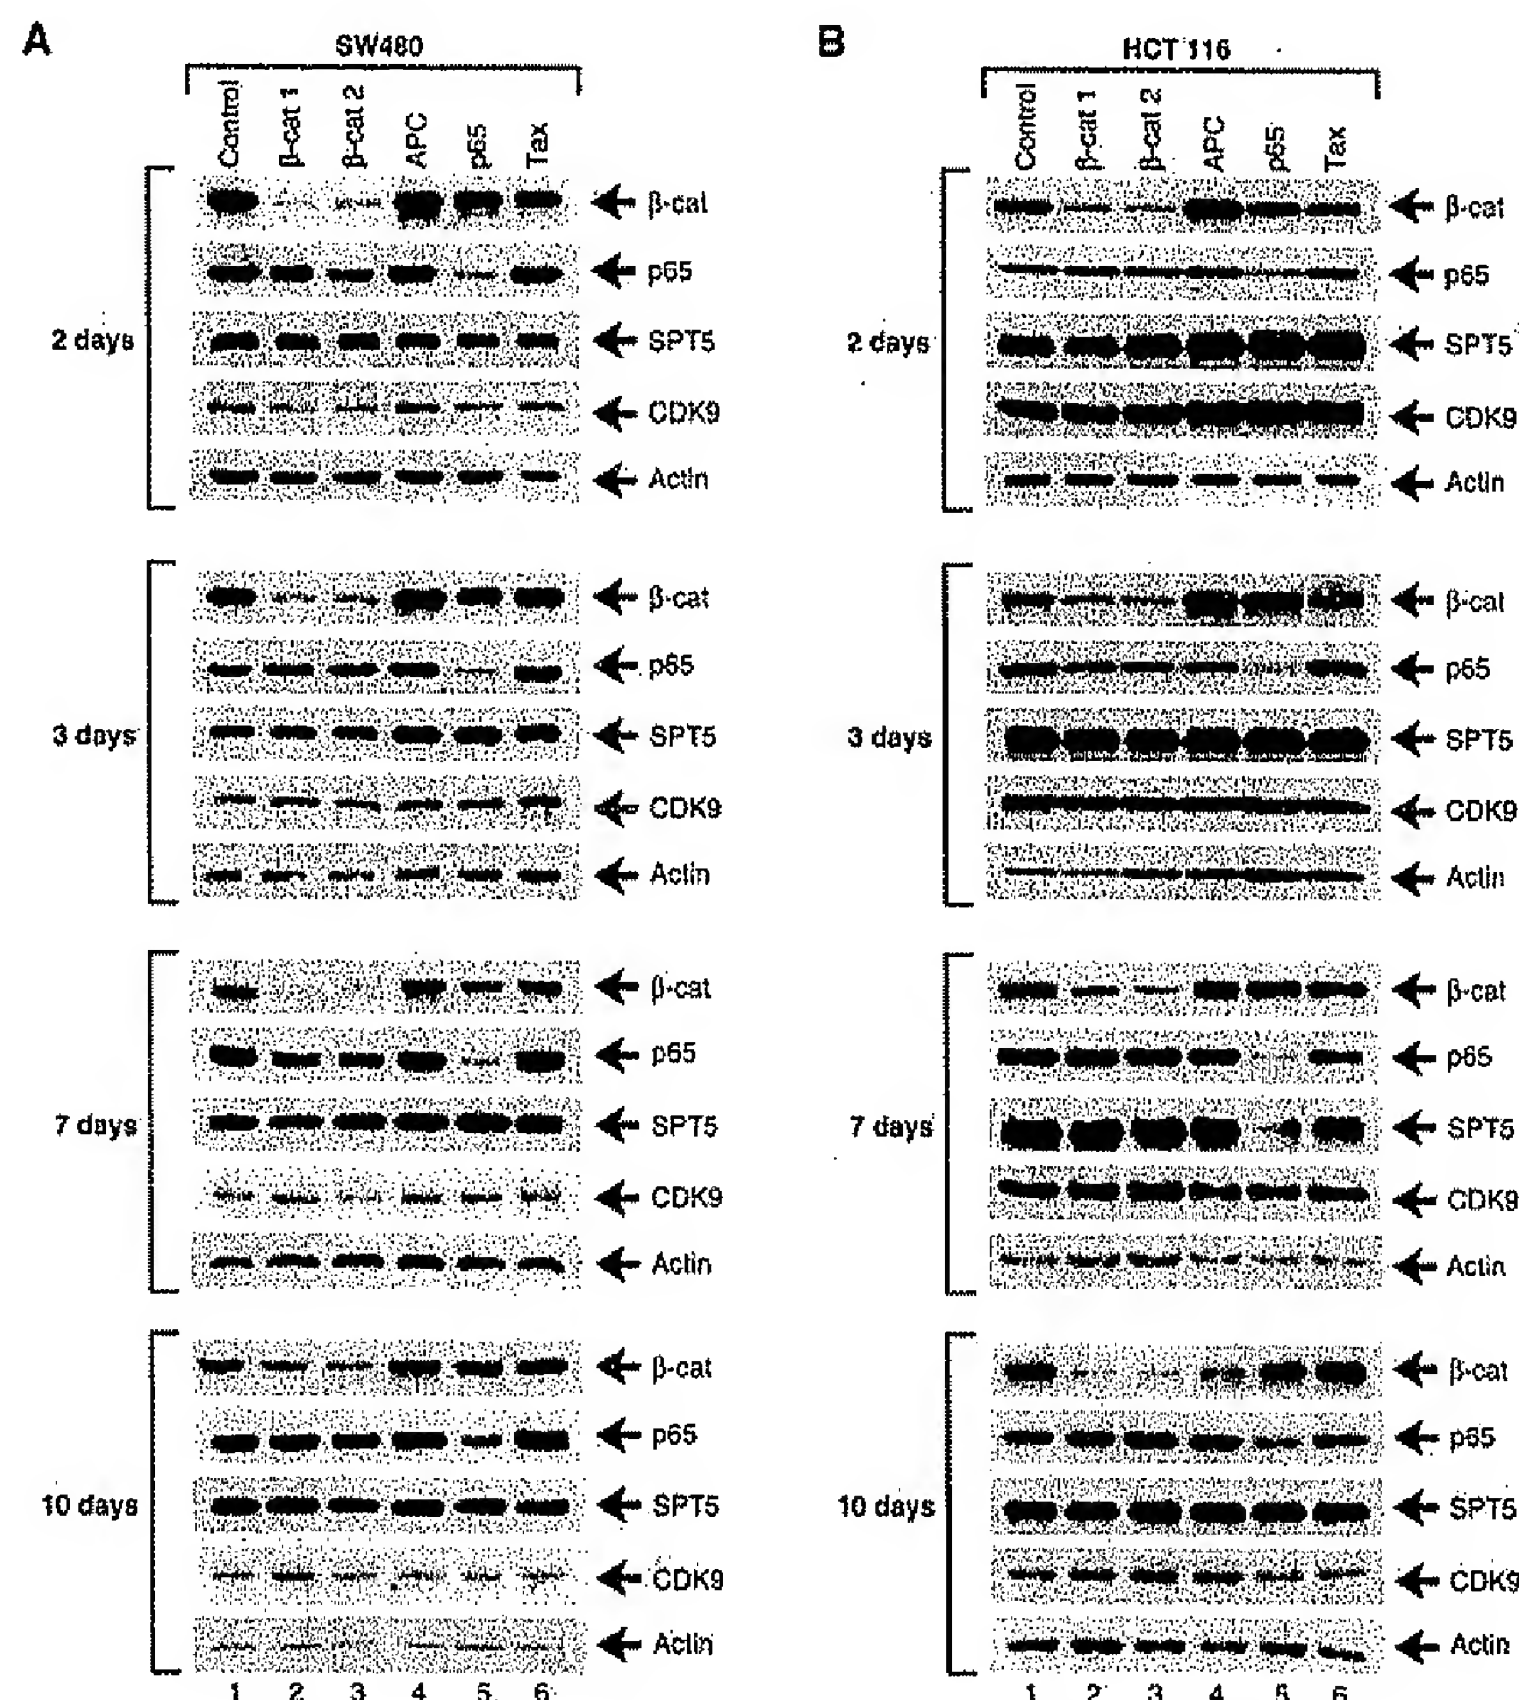 A
SW480
Control β-cat 1 β-cat 2 APC p65 Tax
2 days
β-cat
p65
SPT5
CDK9
Actin
3 days
β-cat
p65
SPT5
CDK9
Actin
7 days
β-cat
p65
SPT5
CDK9
Actin
10 days
β-cat
p65
SPT5
CDK9
Actin
1 2 3 4 5 6
B
HCT 116
Control β-cat 1 β-cat 2 APC p65 Tax
2 days
β-cat
p65
SPT5
CDK9
Actin
3 days
β-cat
p65
SPT5
CDK9
Actin
7 days
β-cat
p65
SPT5
CDK9
Actin
10 days
β-cat
p65
SPT5
CDK9
Actin
1 2 3 4 5 6